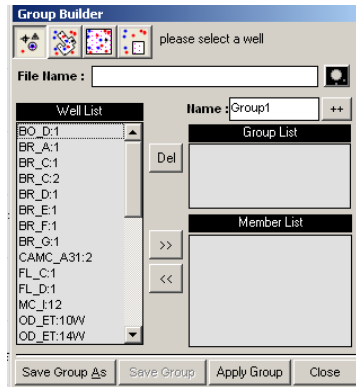 Group Builder
please select a well
File Name :
Well List
Name : Group1 ++
BO_D:1
BR_A:1
BR_C:1
BR_C:2
BR_D:1
BR_E:1
BR_F:1
BR_G:1
CAMC_A31:2
FL_C:1
FL_D:1
MC_I:12
OD_ET:10W
OD_ET:14W
Del
>>
<<
Group List
Member List
Save Group As Save Group Apply Group Close